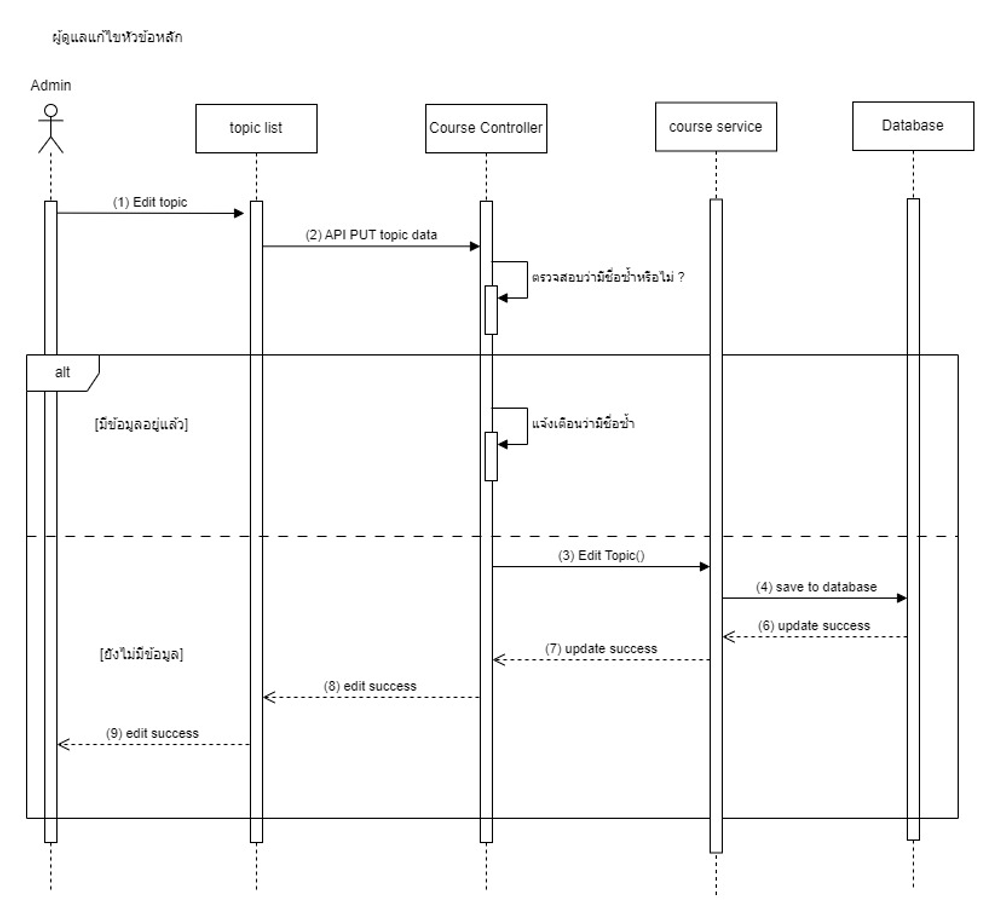 ผู้ดูแลแก้ไขหัวข้อหลัก
Admin
topic list
Course Controller
course service
Database
(1) Edit topic
(2) API PUT topic data
ตรวจสอบว่ามีชื่อซ้ำหรือไม่ ?
alt
[มีข้อมูลอยู่แล้ว]
แจ้งเตือนว่ามีชื่อซ้ำ
(3) Edit Topic()
(4) save to database
(6) update success
(7) update success
[ยังไม่มีข้อมูล]
(8) edit success
(9) edit success